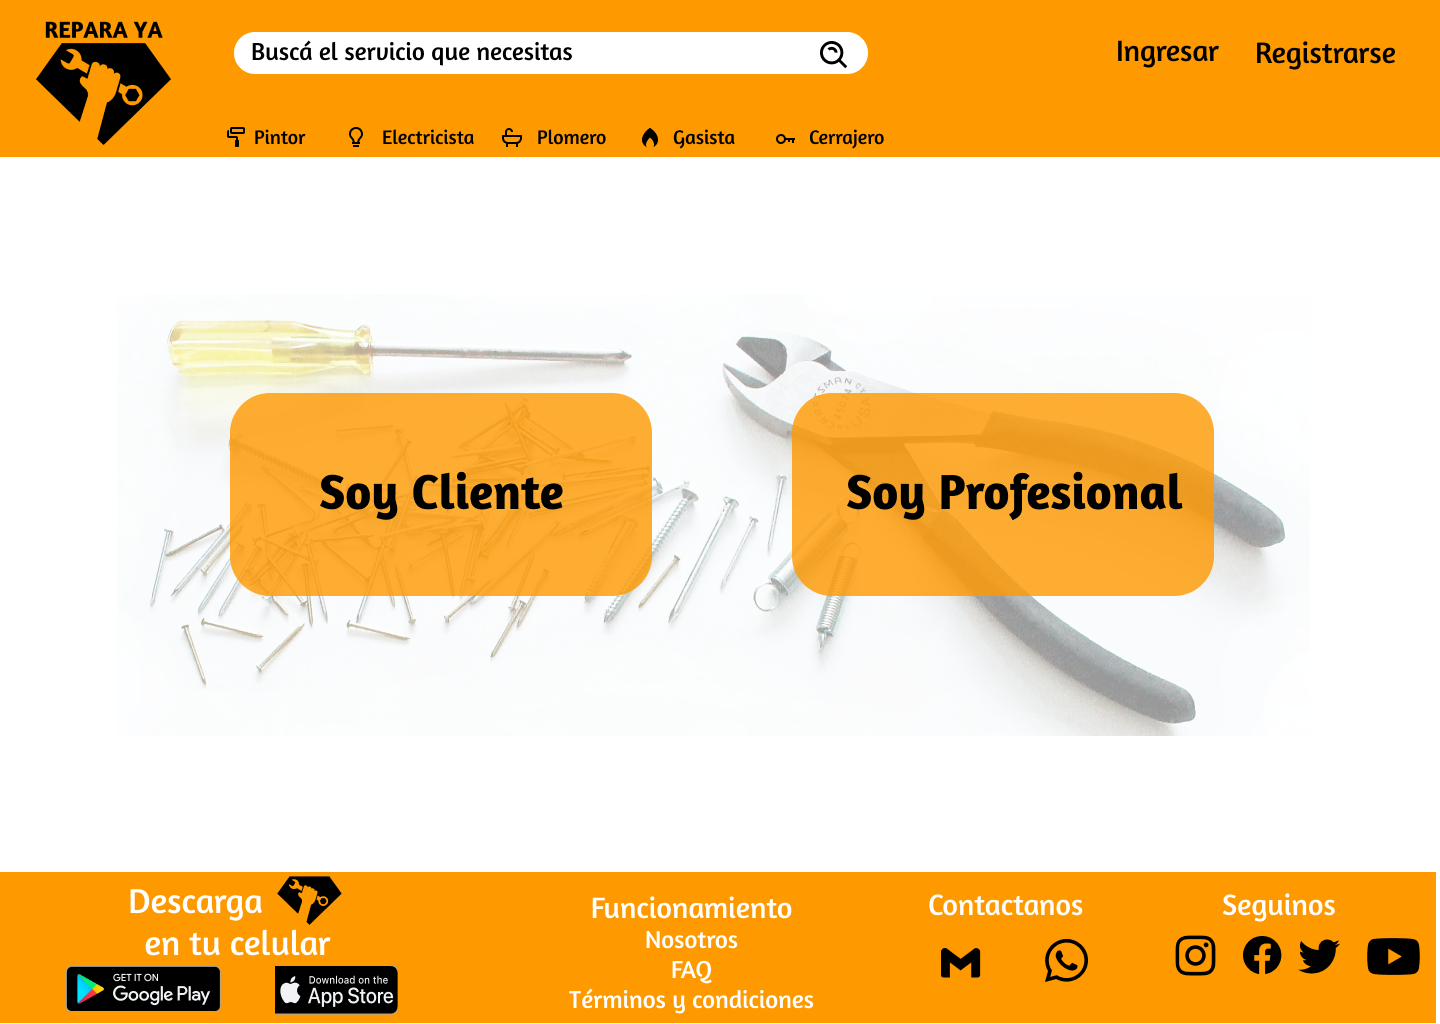 REPARA YA
Buscá el servicio que necesitas
Ingresar
Registrarse
Pintor
Electricista
Plomero
Gasista
Cerrajero
Soy Cliente
Soy Profesional
Descarga
en tu celular
GET IT ON
Google Play
Download on the
App Store
Funcionamiento
Nosotros
FAQ
Términos y condiciones
Contactanos
Seguinos